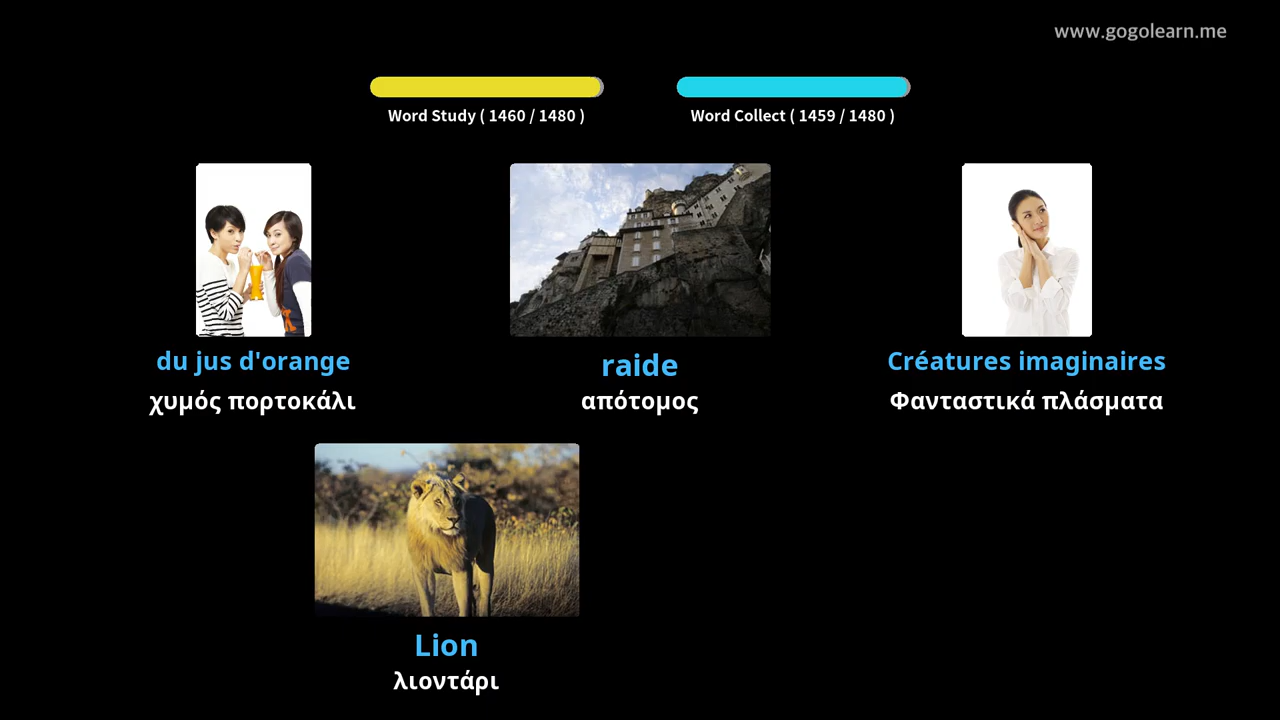 www.gogolearn.me
Word Study ( 1460 / 1480 )
Word Collect ( 1459 / 1480 )
du jus d'orange
χυμός πορτοκάλι
raide
απότομος
Créatures imaginaires
Φανταστικά πλάσματα
Lion
λιοντάρι